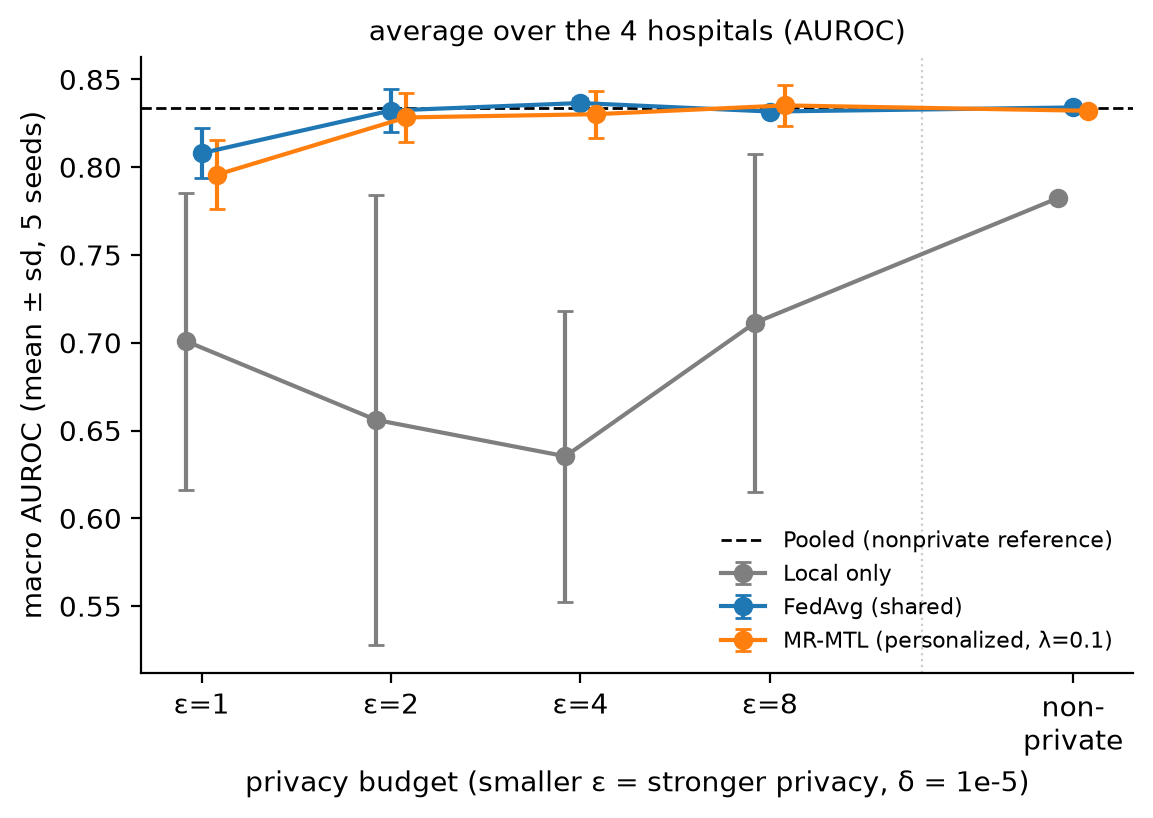 average over the 4 hospitals (AUROC)
macro AUROC (mean ± sd, 5 seeds)
0.85
0.80
0.75
0.70
0.65
0.60
0.55
Pooled (nonprivate reference)
Local only
FedAvg (shared)
MR-MTL (personalized, λ=0.1)
ε=1 ε=2 ε=4 ε=8 non-
private
privacy budget (smaller ε = stronger privacy, δ = 1e-5)